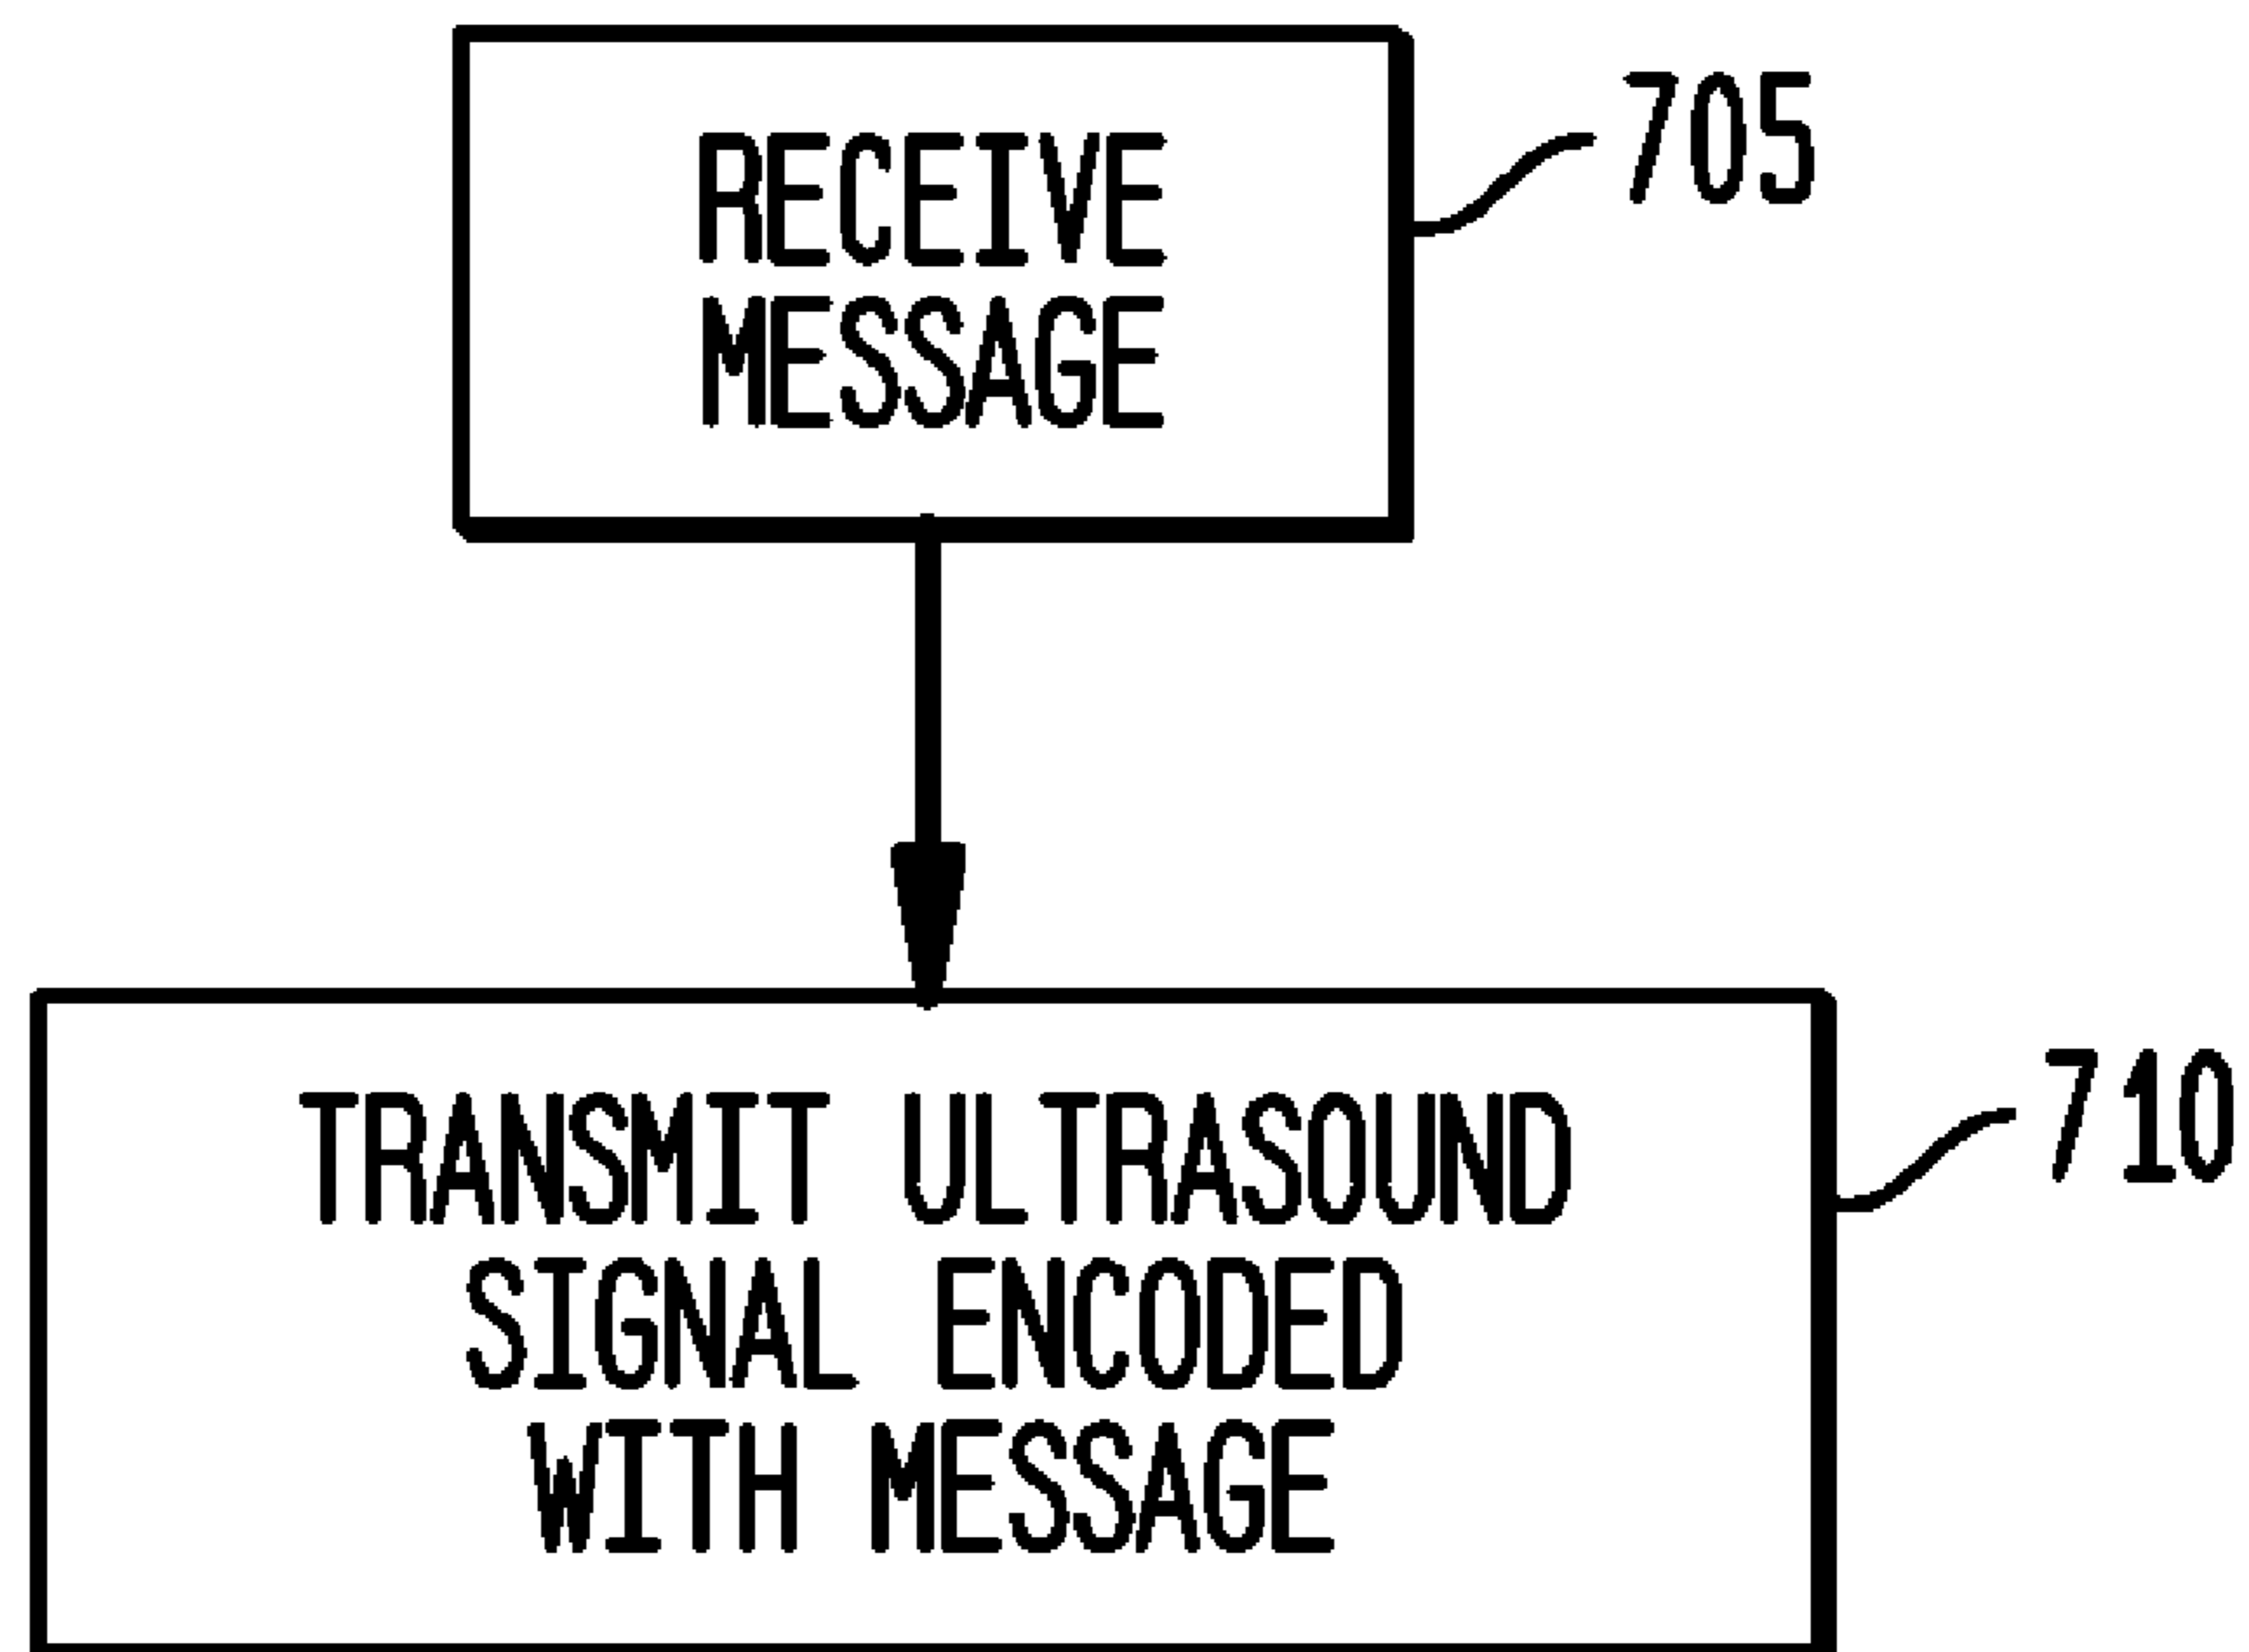 RECEIVE
MESSAGE
705
TRANSMIT ULTRASOUND
SIGNAL ENCODED
WITH MESSAGE
710